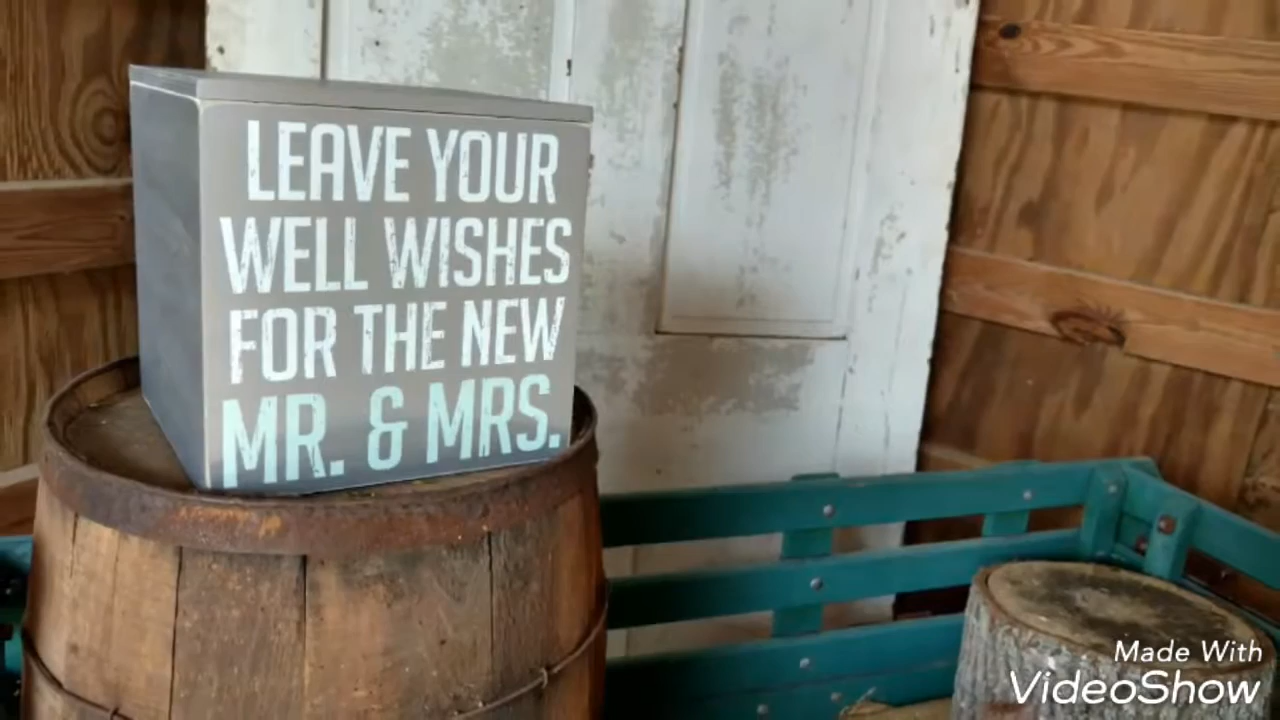 LEAVE YOUR
WELL WISHES
FOR THE NEW
MR. & MRS.
Made With
VideoShow